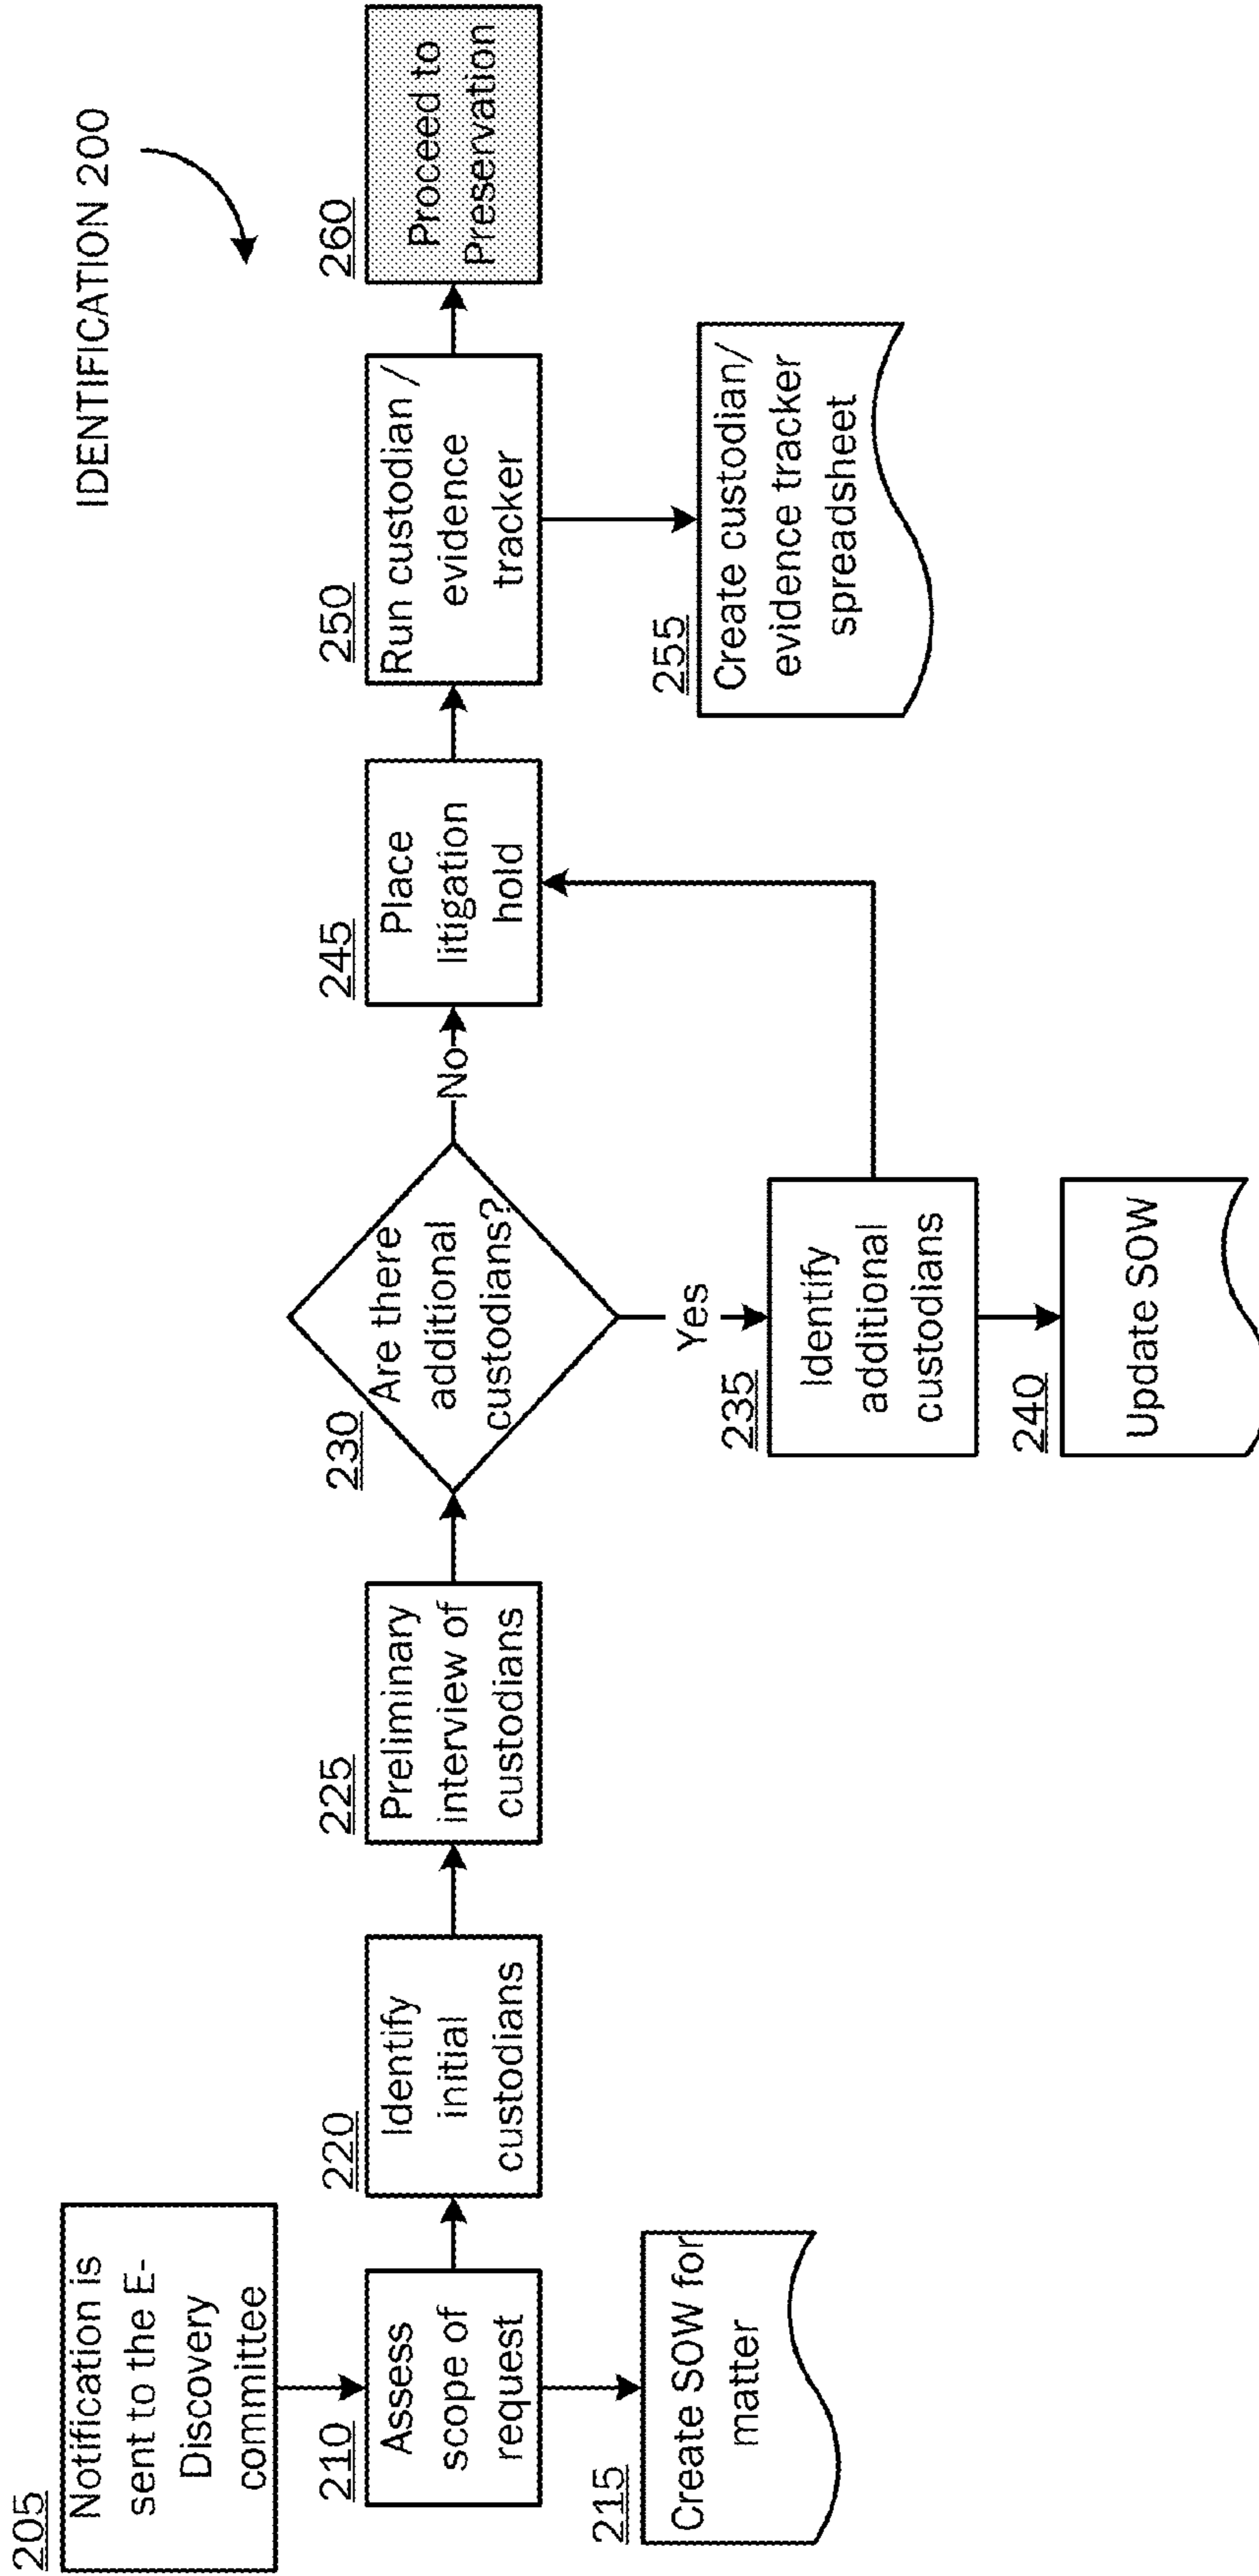 IDENTIFICATION 200
205
Notification is
sent to the E-
Discovery
committee
210
Assess
scope of
request
215
Create SOW for
matter
220
Identify
initial
custodians
225
Preliminary
interview of
custodians
230
Are there
additional
custodians?
No
Yes
235
Identify
additional
custodians
240
Update SOW
245
Place
litigation
hold
250
Run custodian /
evidence
tracker
255
Create custodian/
evidence tracker
spreadsheet
260
Proceed to
Preservation